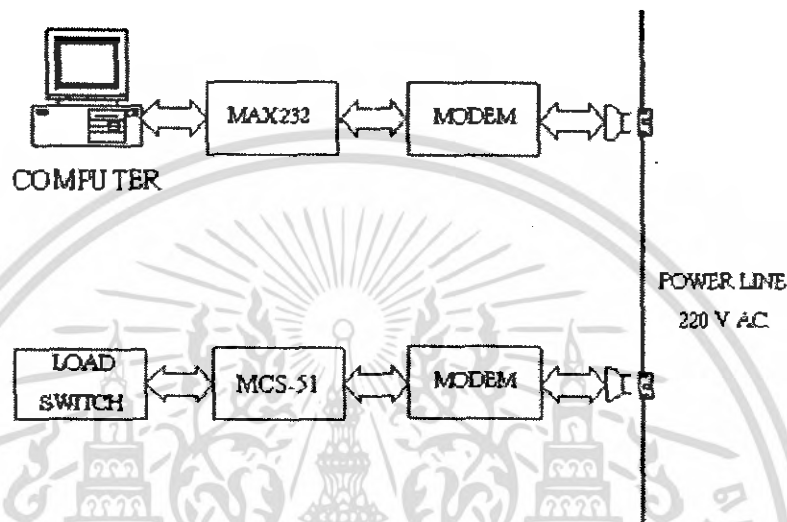 MAX232
MODEM
COMPUTER
POWER LINE
220 V AC
LOAD
SWITCH
MCS-51
MODEM